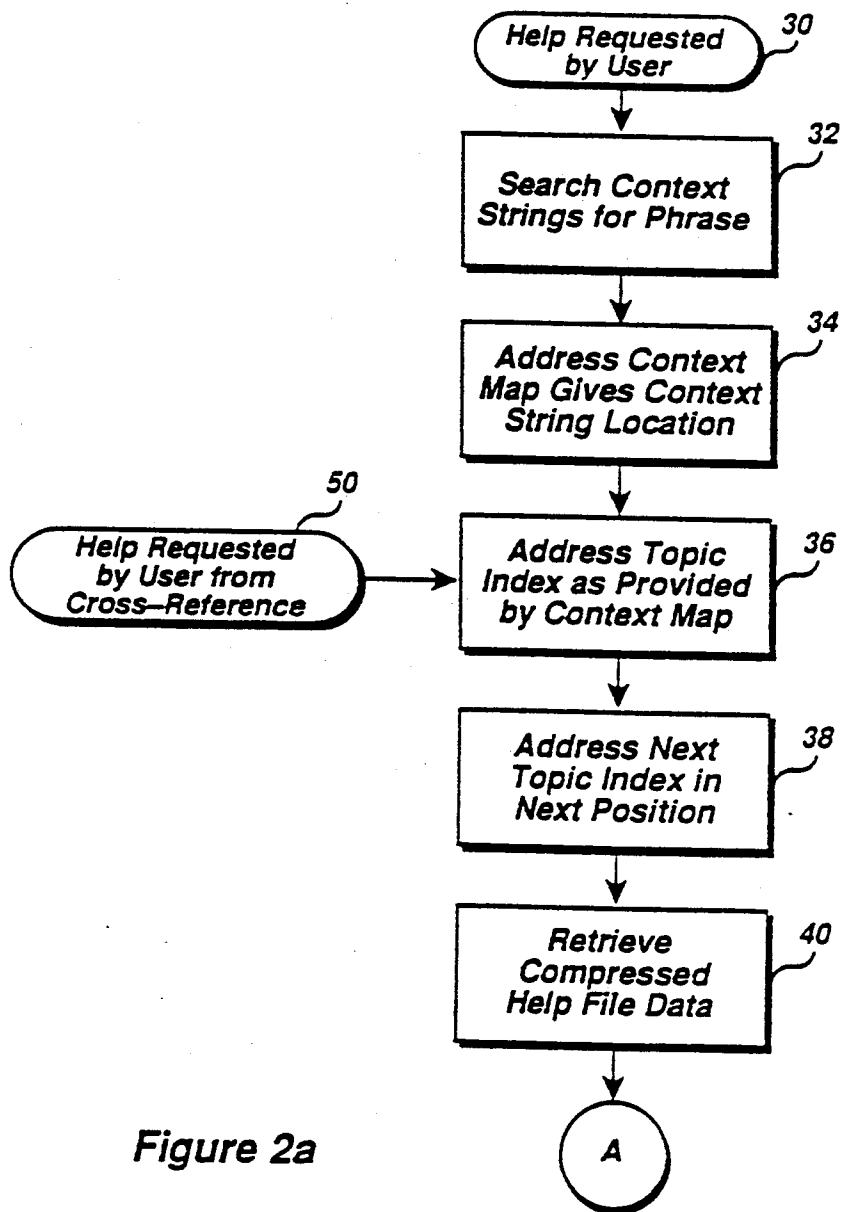 Help Requested
by User
30
Search Context
Strings for Phrase
32
Address Context
Map Gives Context
String Location
34
Help Requested
by User from
Cross–Reference
50
Address Topic
Index as Provided
by Context Map
36
Address Next
Topic Index in
Next Position
38
Retrieve
Compressed
Help File Data
40
A
Figure 2a